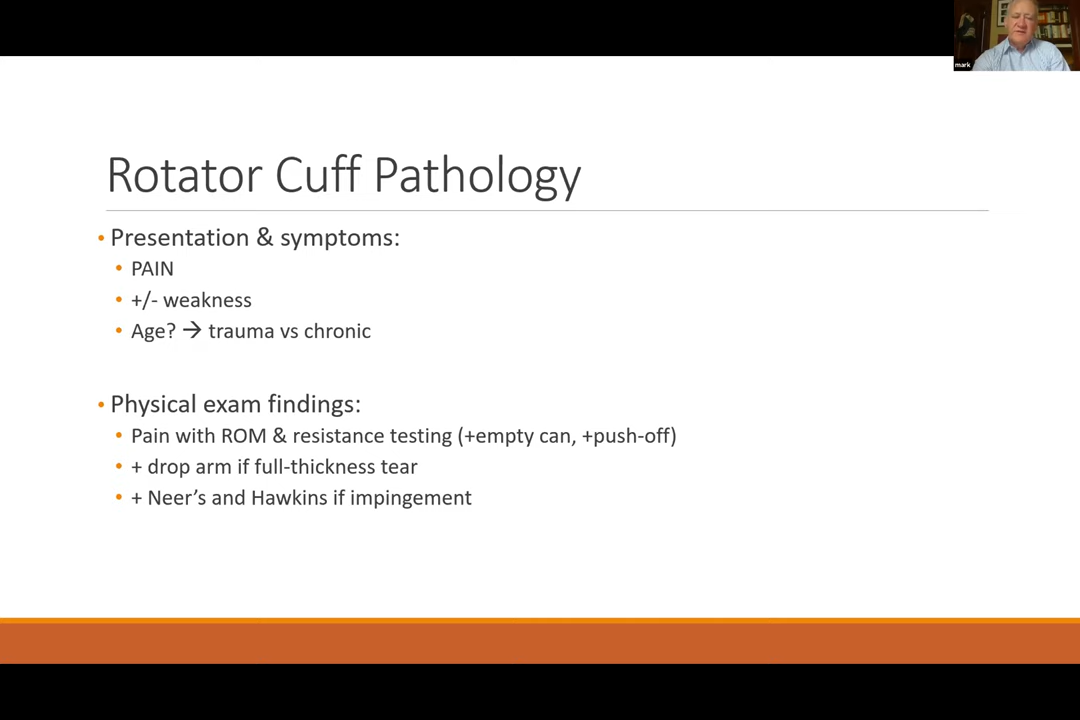 mark
Rotator Cuff Pathology
• Presentation & symptoms:
• PAIN
• +/- weakness
• Age? → trauma vs chronic
• Physical exam findings:
• Pain with ROM & resistance testing (+empty can, +push-off)
• + drop arm if full-thickness tear
• + Neer’s and Hawkins if impingement